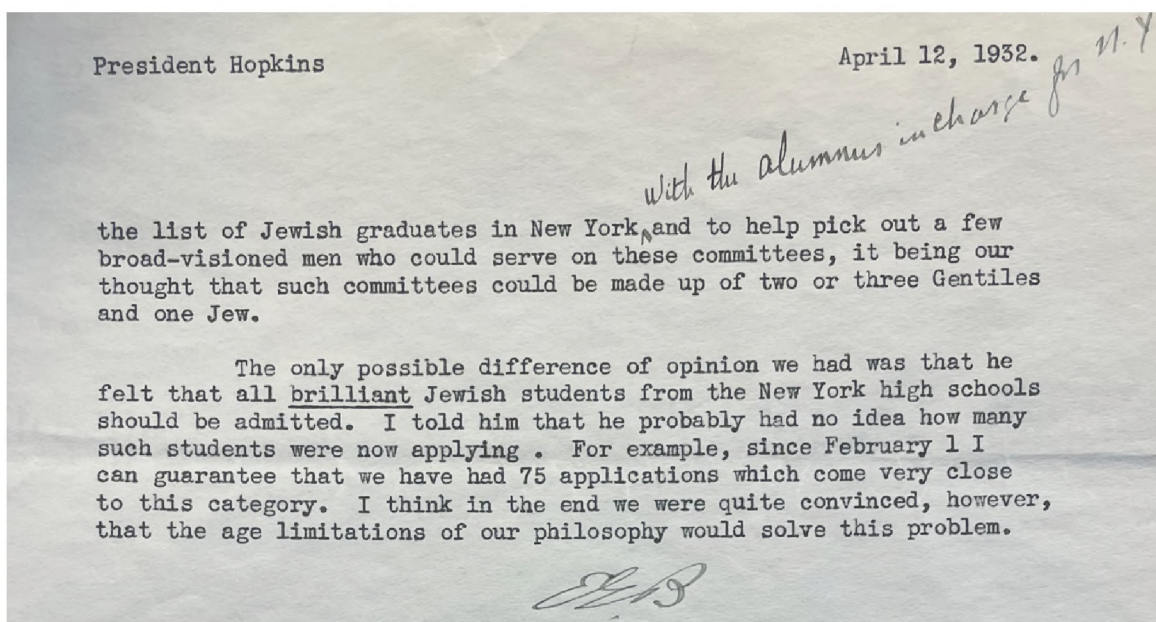 President Hopkins
April 12, 1932.
with the alumnus in charge for N.Y
the list of Jewish graduates in New York and to help pick out a few
broad-visioned men who could serve on these committees, it being our
thought that such committees could be made up of two or three Gentiles
and one Jew.
The only possible difference of opinion we had was that he
felt that all brilliant Jewish students from the New York high schools
should be admitted. I told him that he probably had no idea how many
such students were now applying . For example, since February 1 I
can guarantee that we have had 75 applications which come very close
to this category. I think in the end we were quite convinced, however,
that the age limitations of our philosophy would solve this problem.